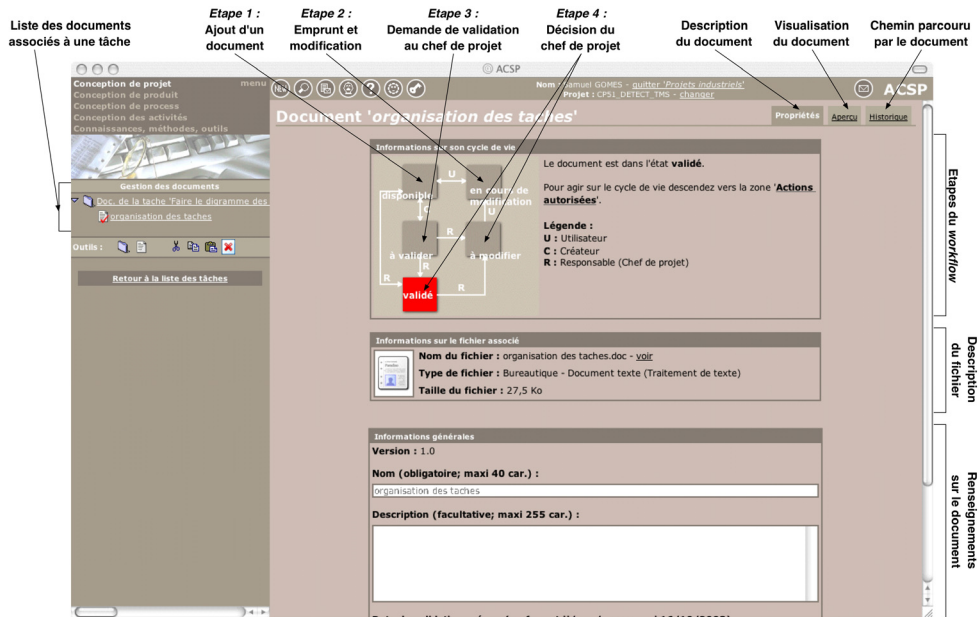 Liste des documents
associés à une tâche
Etape 1 :
Ajout d'un
document
Etape 2 :
Emprunt et
modification
Etape 3 :
Demande de validation
au chef de projet
Etape 4 :
Décision du
chef de projet
Description
du document
Visualisation
du document
Chemin parcouru
par le document
ACSP
Conception de projet
menu
Conception de produit
Conception de process
Conception des activités
Connaissances, méthodes, outils
Nom : Samuel GOMES - quitter 'Projets industriels'
Projet : CPS1_DETECT_TMS - changer
ACSP
Document 'organisation des taches'
Propriétés
Aperçu
Historique
Gestion des documents
Doc. de la tache 'Faire le digramme des
organisation des taches
Outils :
Retour à la liste des tâches
Informations sur son cycle de vie
disponible
U
en cours de
modification
C
U
R
à valider
à modifier
R
R
R
validé
Le document est dans l'état validé.
Pour agir sur le cycle de vie descendez vers la zone 'Actions
autorisées'.
Légende :
U : Utilisateur
C : Créateur
R : Responsable (Chef de projet)
Informations sur le fichier associé
Nom du fichier : organisation des taches.doc - voir
Type de fichier : Bureautique - Document texte (Traitement de texte)
Taille du fichier : 27,5 Ko
Informations générales
Version : 1.0
Nom (obligatoire; maxi 40 car.) :
organisation des taches
Description (facultative; maxi 255 car.) :
Etapes du workflow
Description
du fichier
Renseignements
sur le document